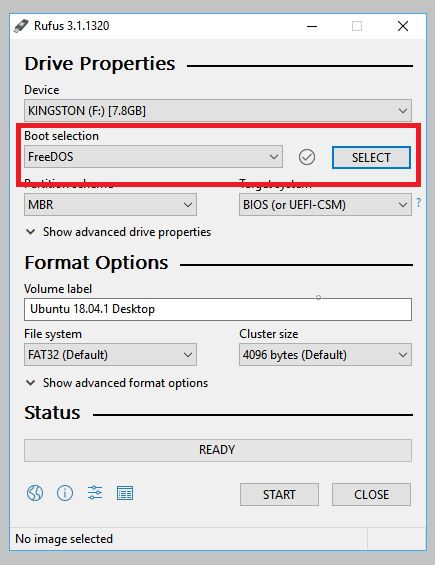 Rufus 3.1.1320
Drive Properties
Device
KINGSTON (F:) [7.8GB]
Boot selection
FreeDOS
SELECT
Partition scheme Target system
MBR BIOS (or UEFI-CSM) ?
Show advanced drive properties
Format Options
Volume label
Ubuntu 18.04.1 Desktop
File system Cluster size
FAT32 (Default) 4096 bytes (Default)
Show advanced format options
Status
READY
START CLOSE
No image selected